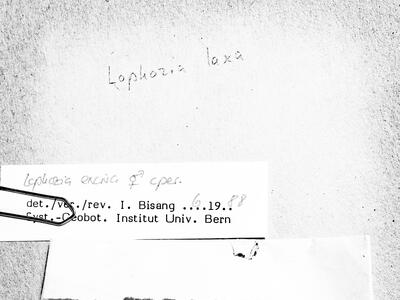 Lophozia laxa
Lophozia excisa ⚥ c per.
det./ver./rev. I. Bisang ..6..19.88
Syst.-Geobot. Institut Univ. Bern